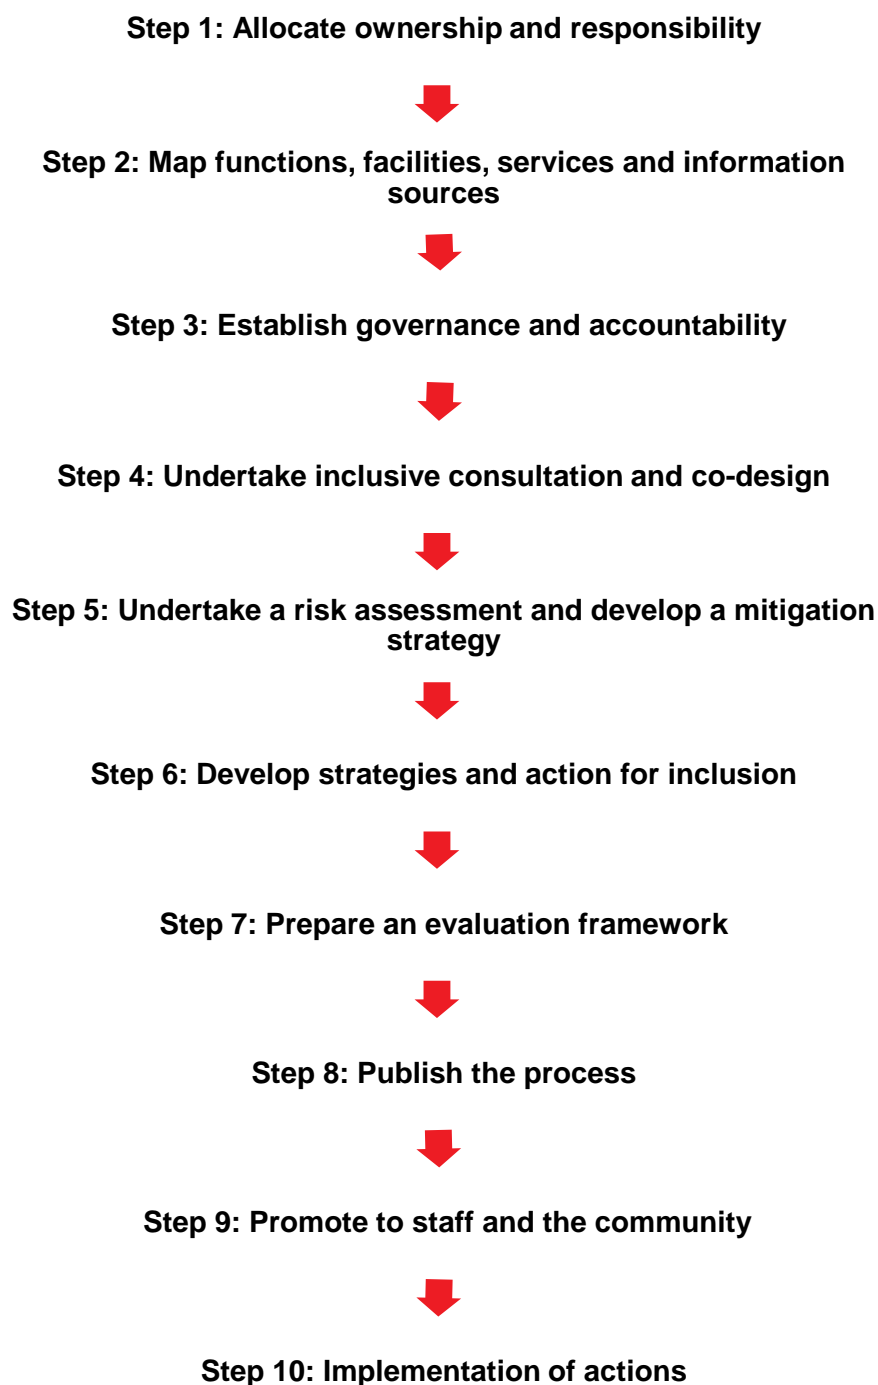 Step 1: Allocate ownership and responsibility
Step 2: Map functions, facilities, services and information
sources
Step 3: Establish governance and accountability
Step 4: Undertake inclusive consultation and co-design
Step 5: Undertake a risk assessment and develop a mitigation
strategy
Step 6: Develop strategies and action for inclusion
Step 7: Prepare an evaluation framework
Step 8: Publish the process
Step 9: Promote to staff and the community
Step 10: Implementation of actions